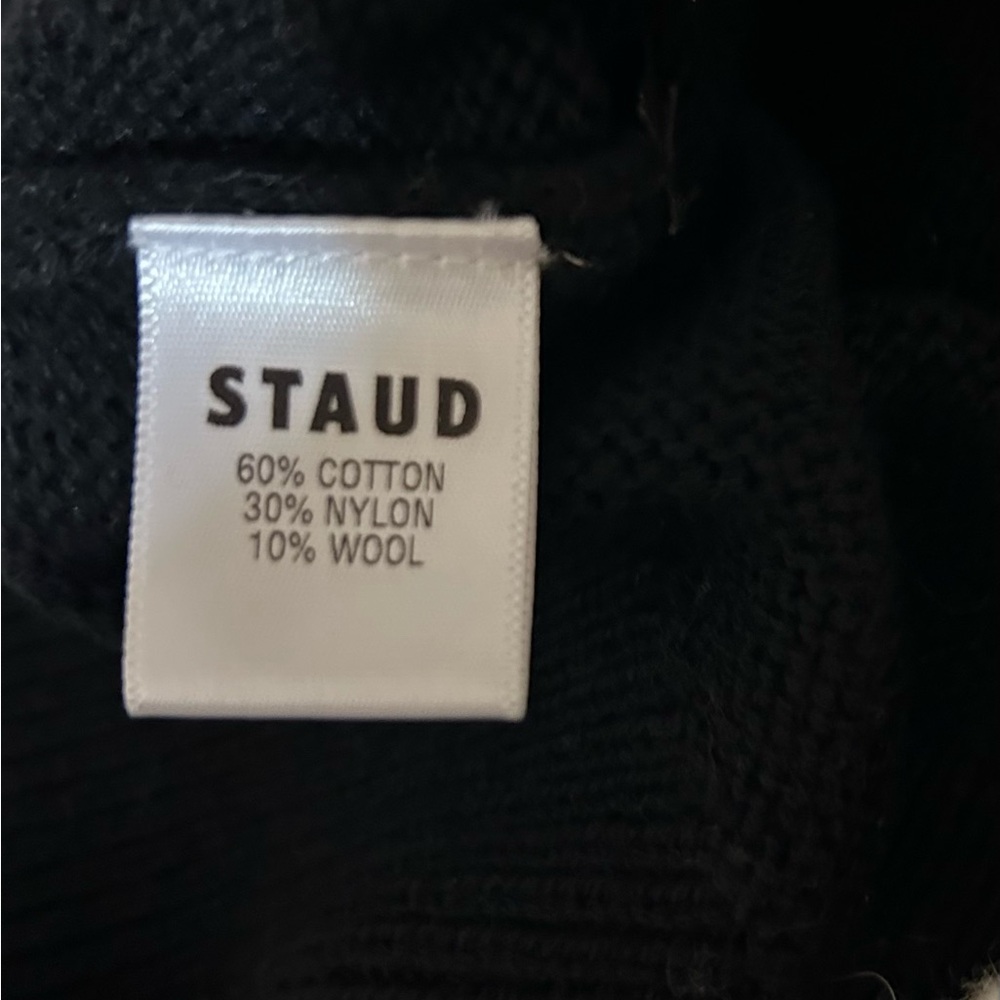 STAUD
60% COTTON
30% NYLON
10% WOOL